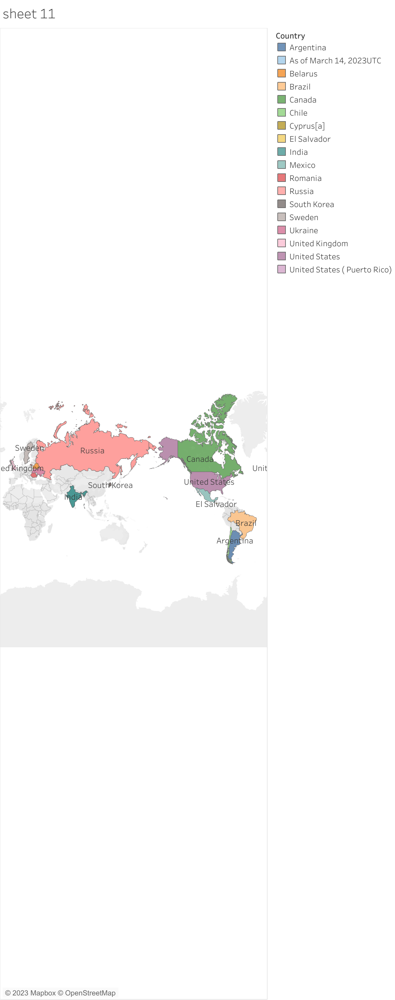 sheet 11
Country
Argentina
As of March 14, 2023UTC
Belarus
Brazil
Canada
Chile
Cyprus[a]
El Salvador
India
Mexico
Romania
Russia
South Korea
Sweden
Ukraine
United Kingdom
United States
United States ( Puerto Rico)
Sweden
Russia
Canada
ed Kingdom
Unit
United States
South Korea
India
El Salvador
Brazil
Argentina
© 2023 Mapbox © OpenStreetMap